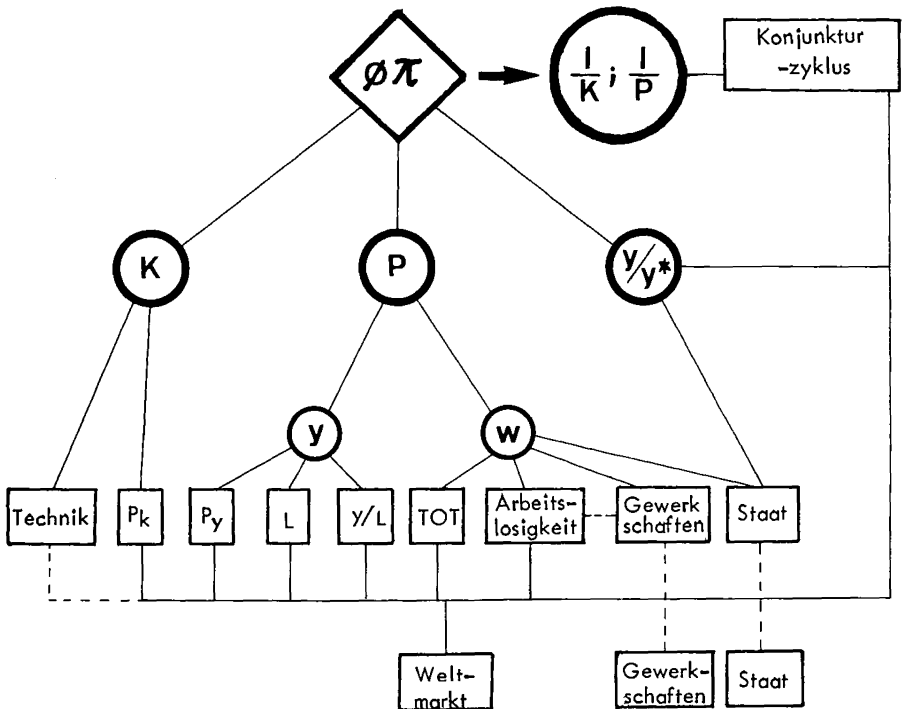 øπ
I/K ; I/P
Konjunktur
-zyklus
K
P
y/y*
y
w
Technik
Pk
Py
L
y/L
TOT
Arbeits-
losigkeit
Gewerk
schaften
Staat
Welt-
markt
Gewerk-
schaften
Staat